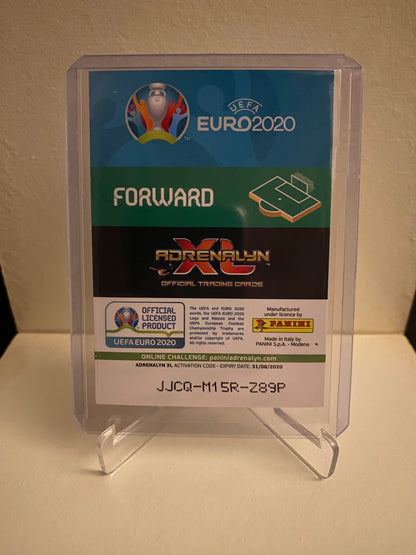 UEFA
EURO2020
FORWARD
ADRENALYN
XL
OFFICIAL TRADING CARDS
OFFICIAL
LICENSED
PRODUCT
UEFA EURO 2020
The UEFA and EURO 2020
words, the UEFA EURO 2020
Logo and Mascot and the
UEFA European Football
Championship Trophy are
protected by trademarks
and/or copyright of UEFA.
All rights reserved.
Manufactured
under licence by
PANINI
Made in Italy by
PANINI S.p.A. - Modena
ONLINE CHALLENGE: paniniadrenalyn.com
ADRENALYN XL ACTIVATION CODE - EXPIRY DATE: 31/08/2020
JJCQ-M15R-Z89P